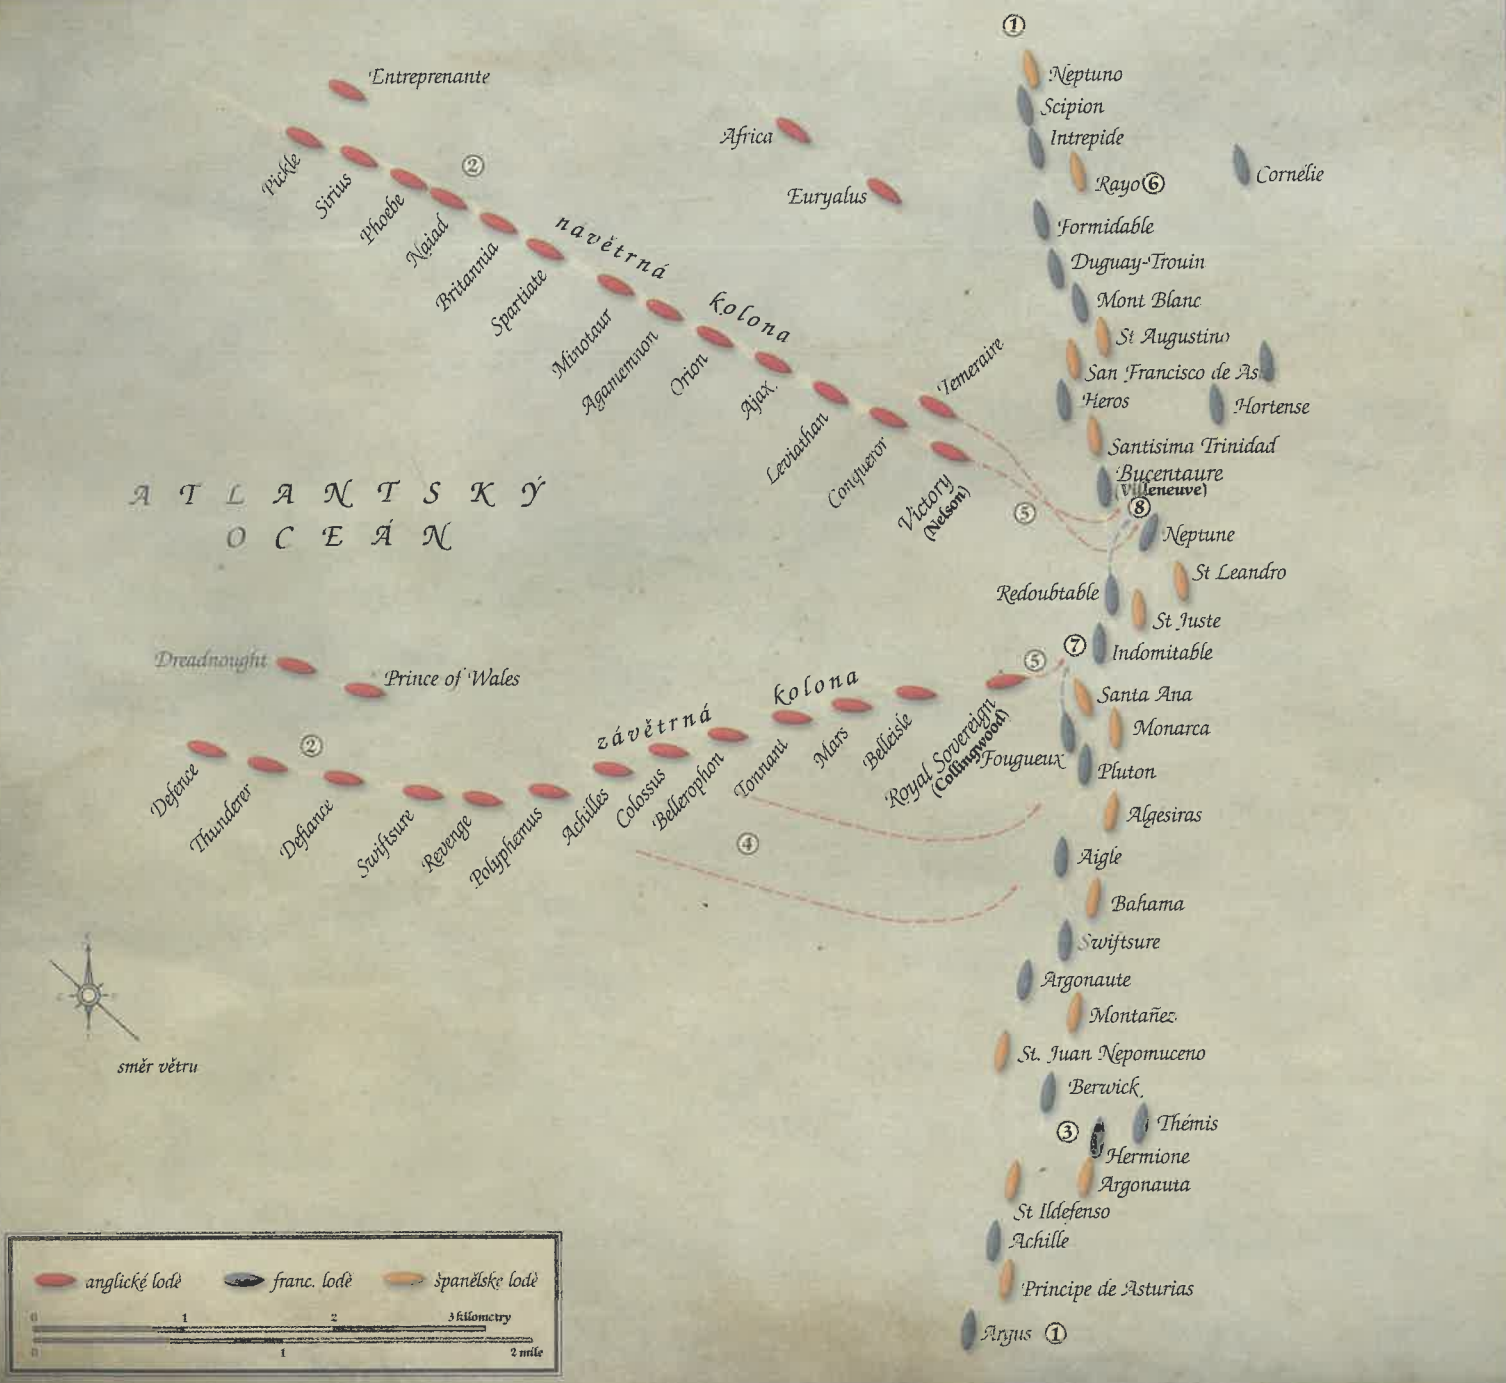 ①
Neptuno
Entreprenante
Scipion
Africa
Intrepide
Pickle
②
Cornélie
Sirius
Rayo⑥
Euryalus
Phoebe
Formidable
Naiad
navětrná
Duguay-Trouin
Britannia
Spartiate
Mont Blanc
kolona
St Augustino
Minotaur
Temeraire
Agamemnon
San Francisco de As
Orion
Ajax
Heros
Hortense
Leviathan
Santisima Trinidad
Conqueror
Bucentaure
(Villeneuve)
Victory
(Nelson)
⑤
⑧
ATLANTSKÝ
OCEÁN
Neptune
St Leandro
Redoubtable
St Juste
⑦
Indomitable
Dreadnought
⑤
Prince of Wales
kolona
Santa Ana
závětrná
Monarca
②
Royal Sovereign
(Collingwood)
Belleisle
Mars
Tonnant
Bellerophon
Colossus
Achilles
Polyphemus
Revenge
Swiftsure
Defiance
Thunderer
Defence
Fougueux
Pluton
Algesiras
④
Aigle
Bahama
Swiftsure
Argonaute
Montañez
St. Juan Nepomuceno
směr větru
Berwick
③
Thémis
Hermione
Argonauta
St Ildefenso
Achille
anglické lodě
franc. lodě
španělske lodě
Principe de Asturias
0 1 2 3 kilometry
0 1 2 míle
Argus ①